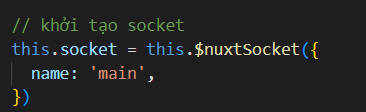 // khởi tạo socket
this.socket = this.$nuxtSocket({
  name: 'main',
})